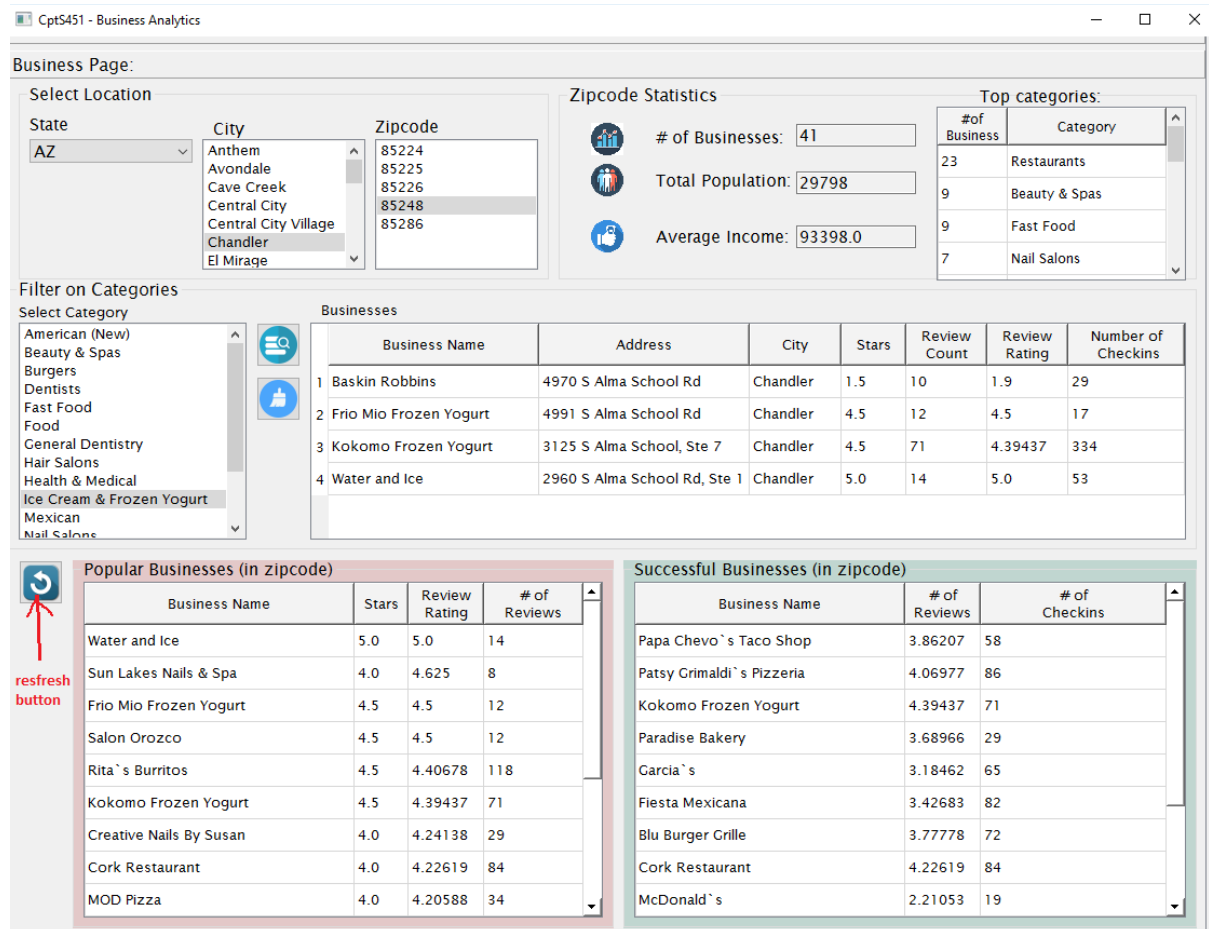 CptS451 - Business Analytics
Business Page:
Select Location
State
AZ
City
Anthem
Avondale
Cave Creek
Central City
Central City Village
Chandler
El Mirage
Zipcode
85224
85225
85226
85248
85286
Zipcode Statistics
# of Businesses: 41
Total Population: 29798
Average Income: 93398.0
Top categories:
#of Business Category
23 Restaurants
9 Beauty & Spas
9 Fast Food
7 Nail Salons
Filter on Categories
Select Category
American (New)
Beauty & Spas
Burgers
Dentists
Fast Food
Food
General Dentistry
Hair Salons
Health & Medical
Ice Cream & Frozen Yogurt
Mexican
Nail Salons
Businesses
Business Name Address City Stars Review Count Review Rating Number of Checkins
1 Baskin Robbins 4970 S Alma School Rd Chandler 1.5 10 1.9 29
2 Frio Mio Frozen Yogurt 4991 S Alma School Rd Chandler 4.5 12 4.5 17
3 Kokomo Frozen Yogurt 3125 S Alma School, Ste 7 Chandler 4.5 71 4.39437 334
4 Water and Ice 2960 S Alma School Rd, Ste 1 Chandler 5.0 14 5.0 53
resfresh
button
Popular Businesses (in zipcode)
Business Name Stars Review Rating # of Reviews
Water and Ice 5.0 5.0 14
Sun Lakes Nails & Spa 4.0 4.625 8
Frio Mio Frozen Yogurt 4.5 4.5 12
Salon Orozco 4.5 4.5 12
Rita`s Burritos 4.5 4.40678 118
Kokomo Frozen Yogurt 4.5 4.39437 71
Creative Nails By Susan 4.0 4.24138 29
Cork Restaurant 4.0 4.22619 84
MOD Pizza 4.0 4.20588 34
Successful Businesses (in zipcode)
Business Name # of Reviews # of Checkins
Papa Chevo`s Taco Shop 3.86207 58
Patsy Grimaldi`s Pizzeria 4.06977 86
Kokomo Frozen Yogurt 4.39437 71
Paradise Bakery 3.68966 29
Garcia`s 3.18462 65
Fiesta Mexicana 3.42683 82
Blu Burger Grille 3.77778 72
Cork Restaurant 4.22619 84
McDonald`s 2.21053 19